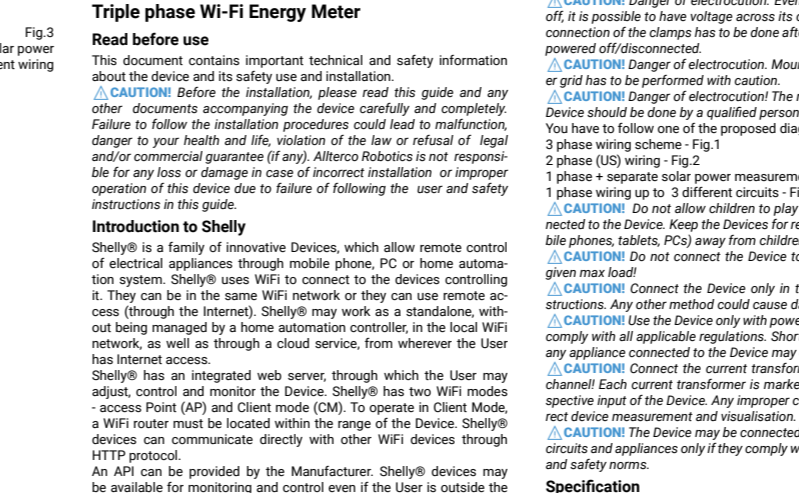 Fig.3
lar power
ent wiring
Triple phase Wi-Fi Energy Meter
Read before use
This document contains important technical and safety information
about the device and its safety use and installation.
⚠CAUTION! Before the installation, please read this guide and any
other documents accompanying the device carefully and completely.
Failure to follow the installation procedures could lead to malfunction,
danger to your health and life, violation of the law or refusal of legal
and/or commercial guarantee (if any). Allterco Robotics is not responsi-
ble for any loss or damage in case of incorrect installation or improper
operation of this device due to failure of following the user and safety
instructions in this guide.
Introduction to Shelly
Shelly® is a family of innovative Devices, which allow remote control
of electrical appliances through mobile phone, PC or home automa-
tion system. Shelly® uses WiFi to connect to the devices controlling
it. They can be in the same WiFi network or they can use remote ac-
cess (through the Internet). Shelly® may work as a standalone, with-
out being managed by a home automation controller, in the local WiFi
network, as well as through a cloud service, from wherever the User
has Internet access.
Shelly® has an integrated web server, through which the User may
adjust, control and monitor the Device. Shelly® has two WiFi modes
- access Point (AP) and Client mode (CM). To operate in Client Mode,
a WiFi router must be located within the range of the Device. Shelly®
devices can communicate directly with other WiFi devices through
HTTP protocol.
An API can be provided by the Manufacturer. Shelly® devices may
be available for monitoring and control even if the User is outside the
⚠CAUTION! Danger of electrocution. Even
off, it is possible to have voltage across its c
connection of the clamps has to be done afte
powered off/disconnected.
⚠CAUTION! Danger of electrocution. Moun
er grid has to be performed with caution.
⚠CAUTION! Danger of electrocution! The m
Device should be done by a qualified person
You have to follow one of the proposed diag
3 phase wiring scheme - Fig.1
2 phase (US) wiring - Fig.2
1 phase + separate solar power measureme
1 phase wiring up to 3 different circuits - Fi
⚠CAUTION! Do not allow children to play
nected to the Device. Keep the Devices for re
bile phones, tablets, PCs) away from children
⚠CAUTION! Do not connect the Device to
given max load!
⚠CAUTION! Connect the Device only in t
structions. Any other method could cause da
⚠CAUTION! Use the Device only with powe
comply with all applicable regulations. Short
any appliance connected to the Device may
⚠CAUTION! Connect the current transform
channel! Each current transformer is marke
spective input of the Device. Any improper c
rect device measurement and visualisation.
⚠CAUTION! The Device may be connected
circuits and appliances only if they comply w
and safety norms.
Specification